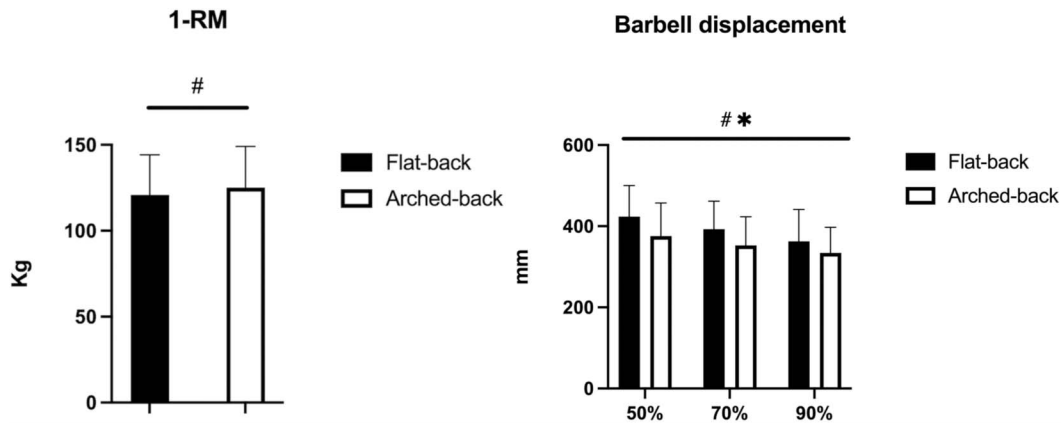 1-RM
#
150
100
50
0
Kg
Flat-back
Arched-back
Barbell displacement
# *
600
400
200
0
mm
50% 70% 90%
Flat-back
Arched-back